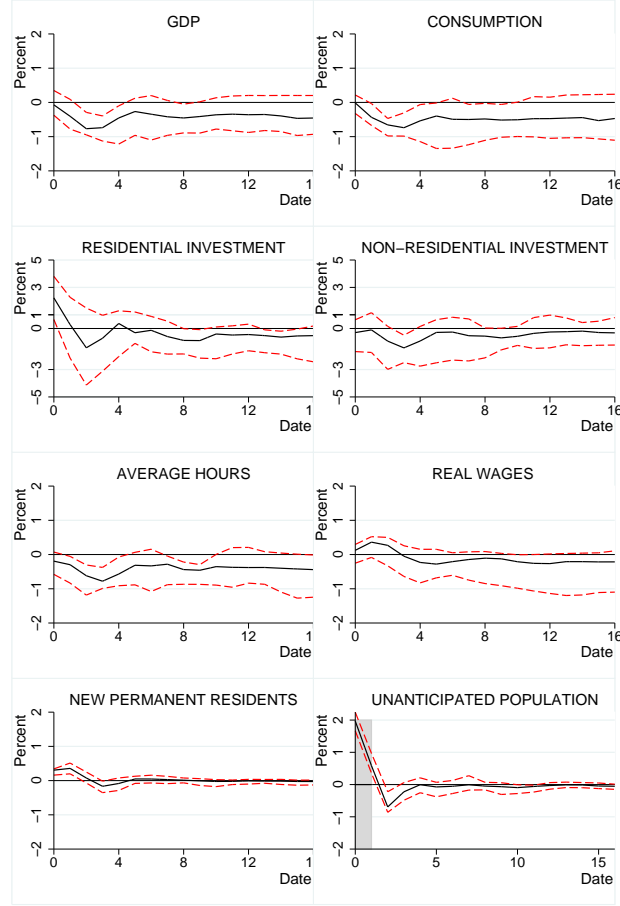 GDP
Percent
2
1
0
−1
−2
0 4 8 12 1
Date
CONSUMPTION
Percent
2
1
0
−1
−2
0 4 8 12 16
Date
RESIDENTIAL INVESTMENT
Percent
5
3
1
0
−3
−5
0 4 8 12 1
Date
NON−RESIDENTIAL INVESTMENT
Percent
5
3
1
0
−3
−5
0 4 8 12 16
Date
AVERAGE HOURS
Percent
2
1
0
−1
−2
0 4 8 12 1
Date
REAL WAGES
Percent
2
1
0
−1
−2
0 4 8 12 16
Date
NEW PERMANENT RESIDENTS
Percent
2
1
0
−1
−2
0 4 8 12 1
Date
UNANTICIPATED POPULATION
Percent
2
1
0
−1
−2
0 5 10 15
Date